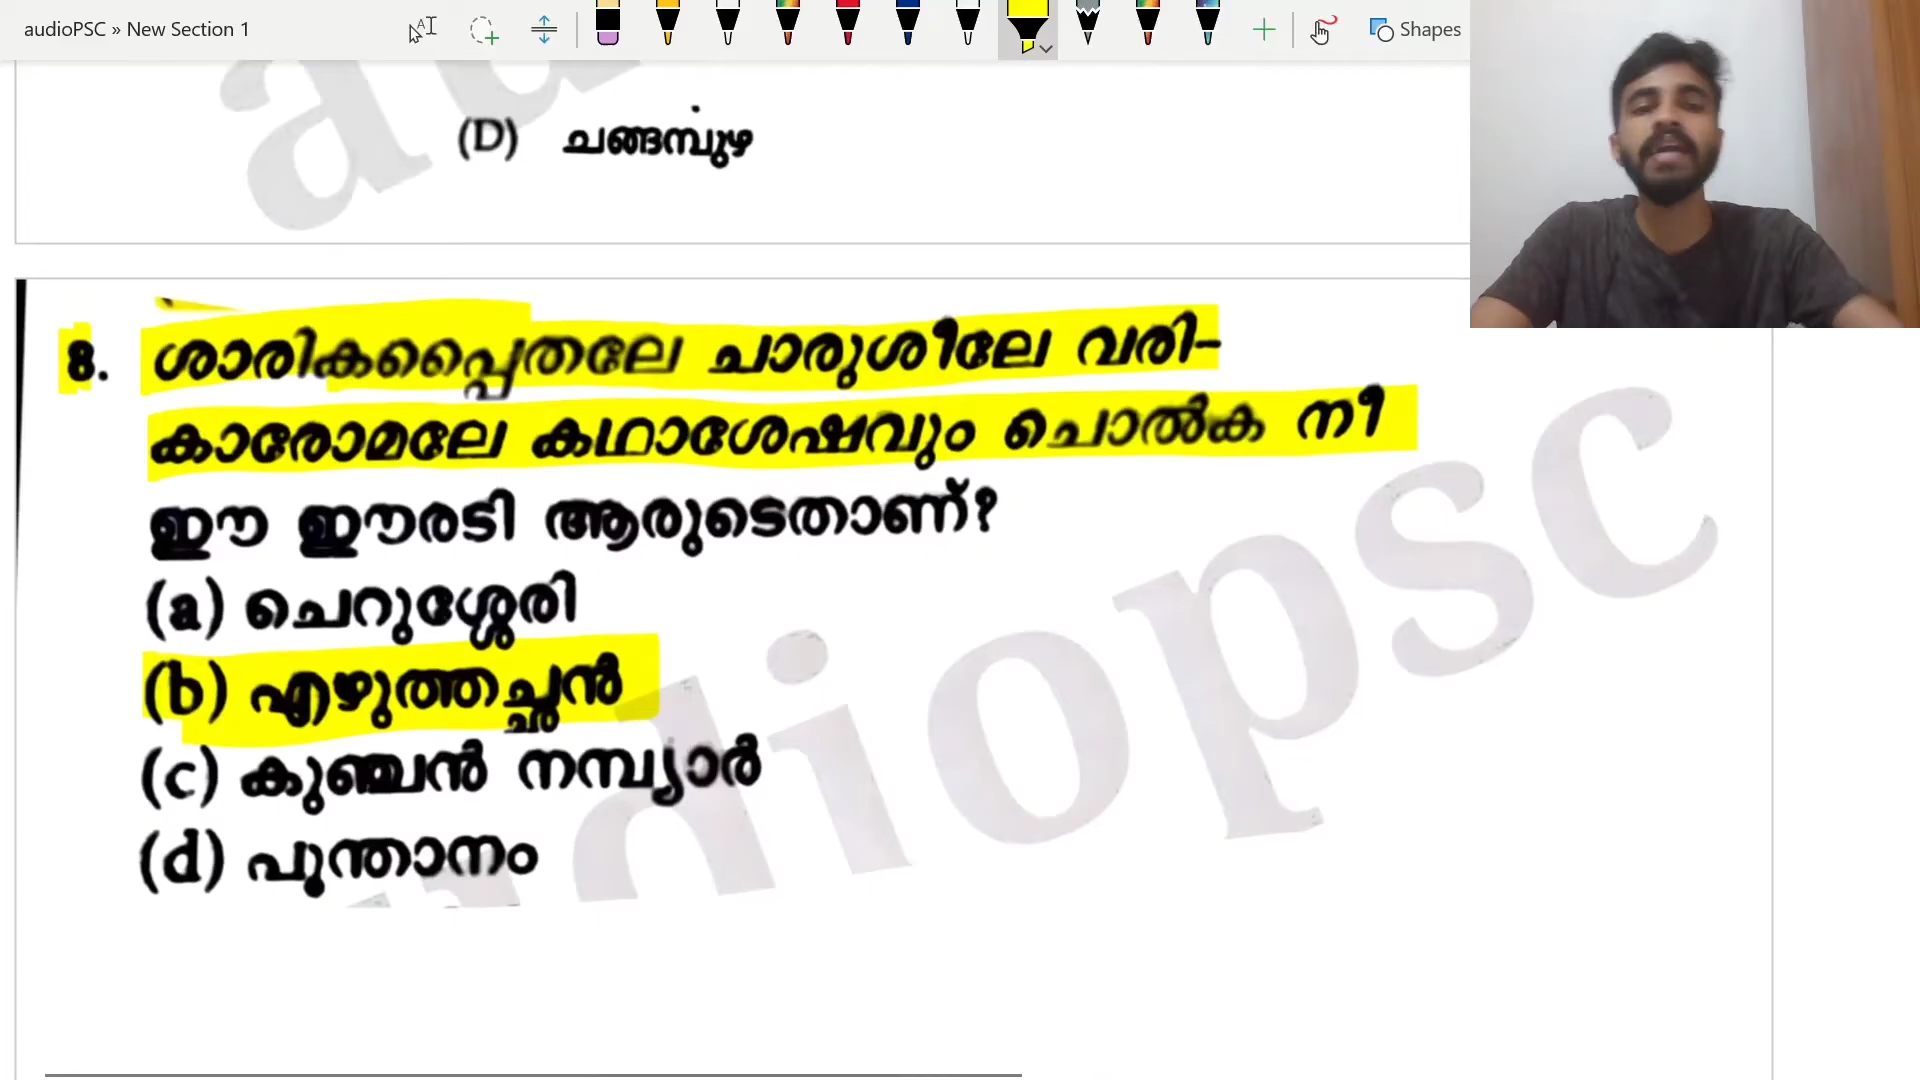 audioPSC » New Section 1
Shapes
(D) ചങ്ങമ്പുഴ
8. ശാരികപ്പൈതലേ ചാരുശീലേ വരി-
കാരോമലേ കഥാശേഷവും ചൊൽക നീ
ഈ ഈരടി ആരുടെതാണ്?
(a) ചെറുശ്ശേരി
(b) എഴുത്തച്ഛൻ
(c) കുഞ്ചൻ നമ്പ്യാർ
(d) പൂന്താനം
audiopsc